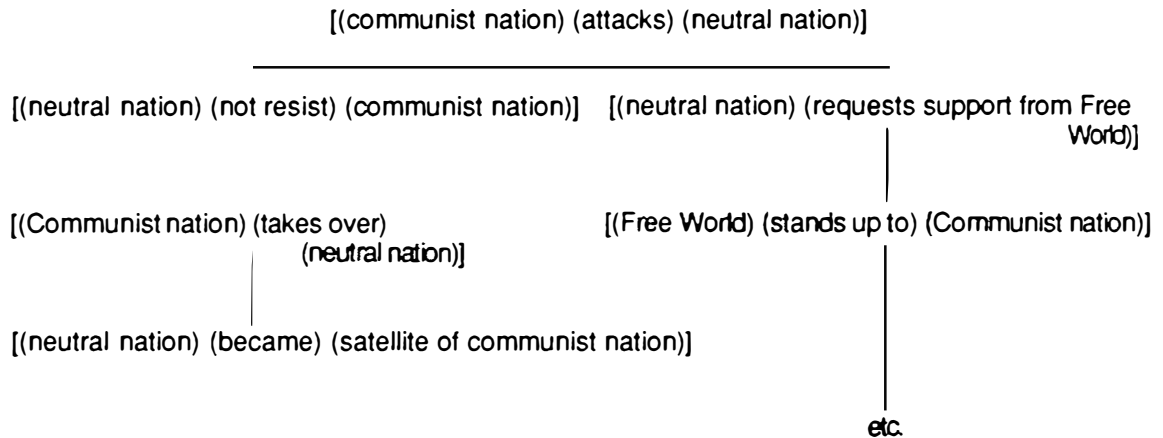 [(communist nation) (attacks) (neutral nation)]
[(neutral nation) (not resist) (communist nation)]
[(neutral nation) (requests support from Free
World)]
[(Communist nation) (takes over)
(neutral nation)]
[(Free World) (stands up to) (Communist nation)]
[(neutral nation) (became) (satellite of communist nation)]
etc.